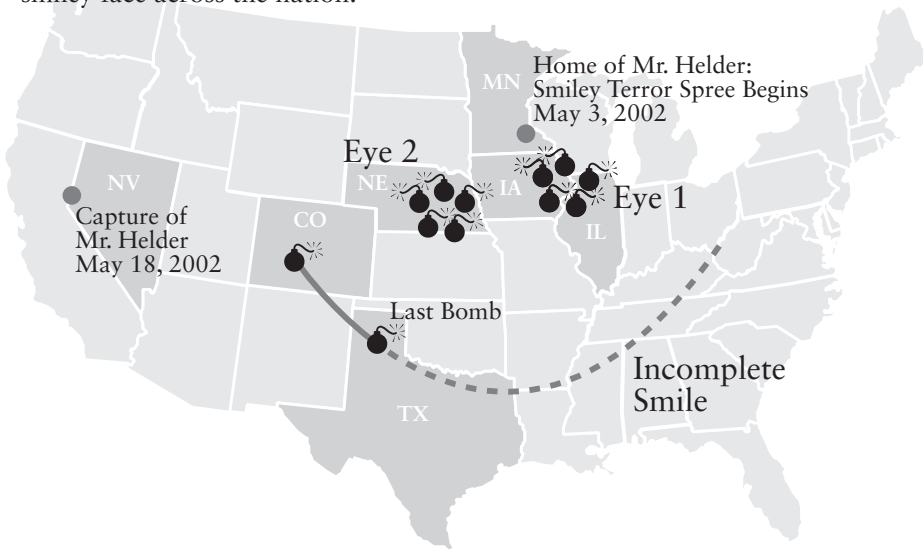 smiley face across the nation.
MN
Home of Mr. Helder:
Smiley Terror Spree Begins
May 3, 2002
Eye 2
NV
NE
IA
Eye 1
Capture of
Mr. Helder
May 18, 2002
CO
IL
Last Bomb
Incomplete
Smile
TX